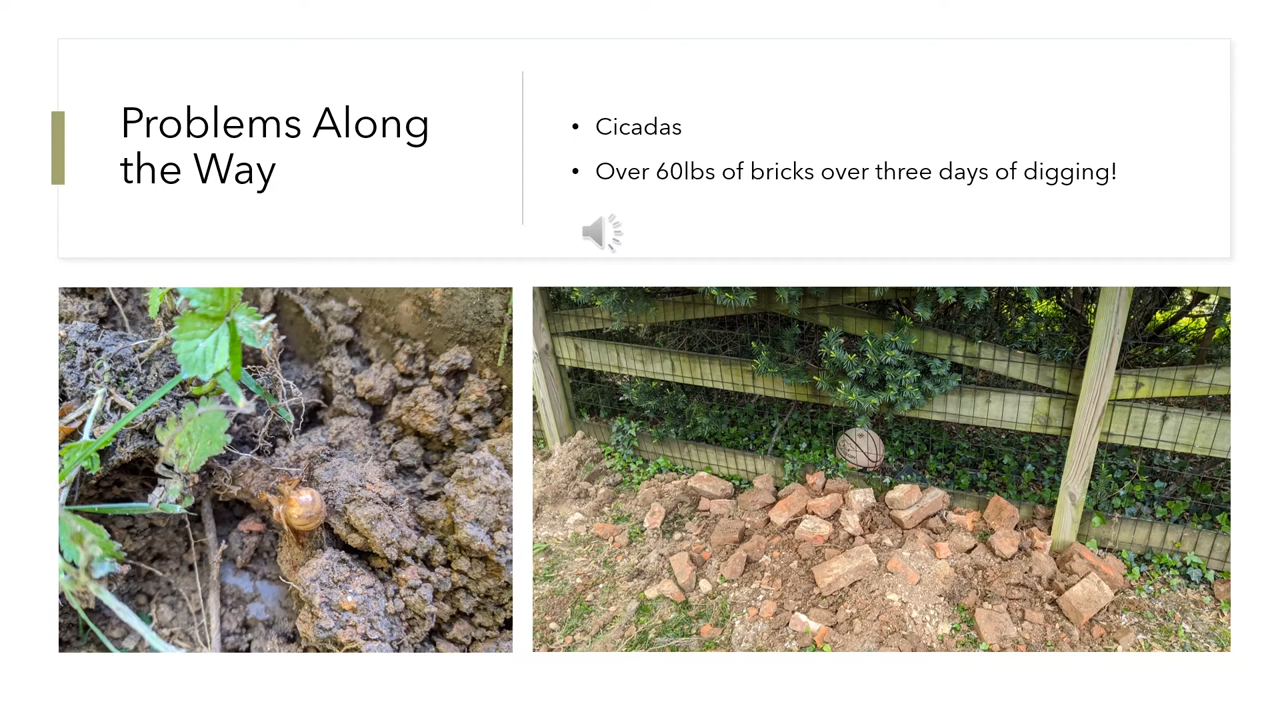 Problems Along
the Way
• Cicadas
• Over 60lbs of bricks over three days of digging!